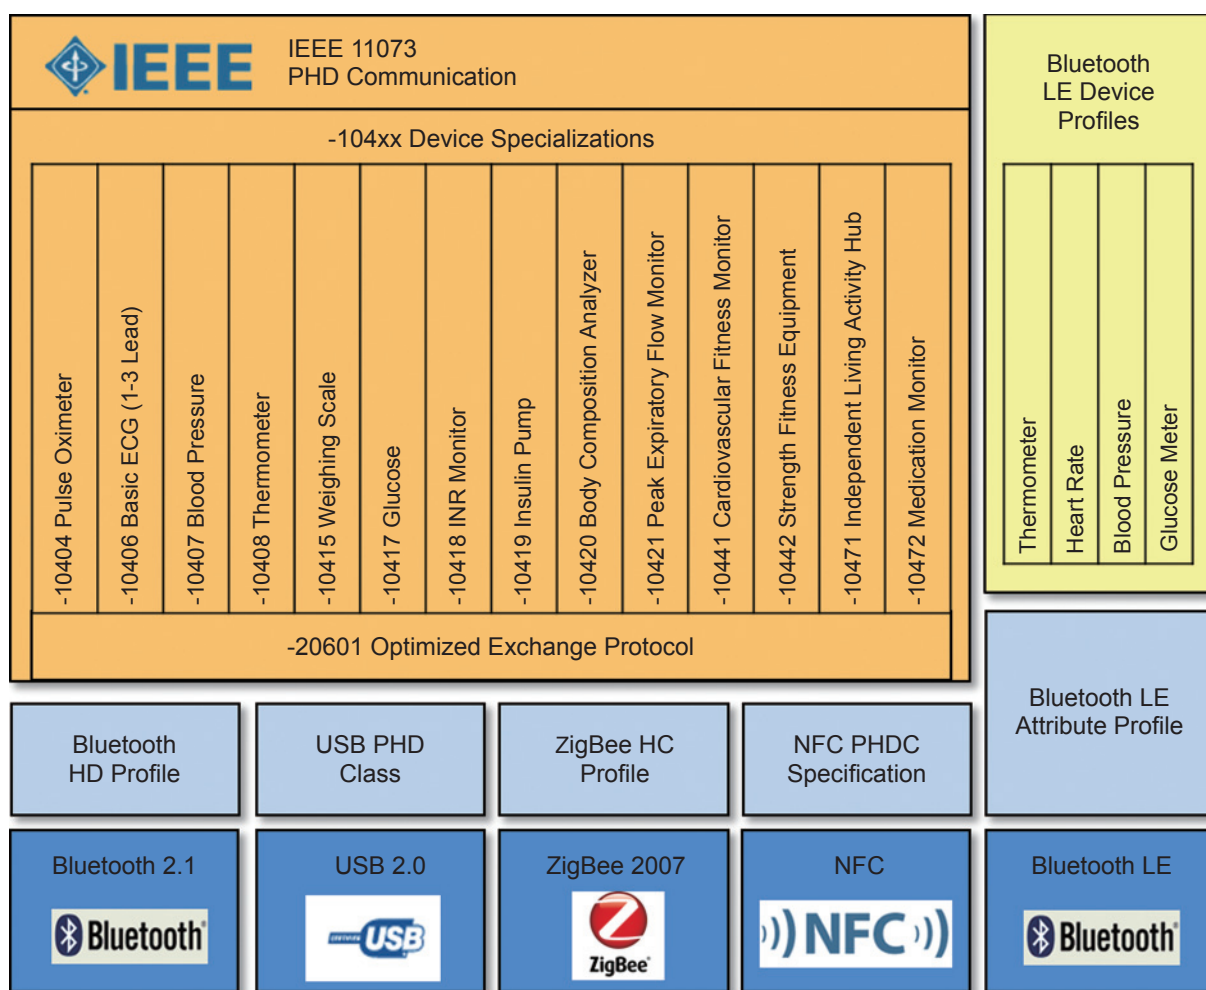 IEEE
IEEE 11073
PHD Communication
-104xx Device Specializations
-10404 Pulse Oximeter
-10406 Basic ECG (1-3 Lead)
-10407 Blood Pressure
-10408 Thermometer
-10415 Weighing Scale
-10417 Glucose
-10418 INR Monitor
-10419 Insulin Pump
-10420 Body Composition Analyzer
-10421 Peak Expiratory Flow Monitor
-10441 Cardiovascular Fitness Monitor
-10442 Strength Fitness Equipment
-10471 Independent Living Activity Hub
-10472 Medication Monitor
-20601 Optimized Exchange Protocol
Bluetooth
LE Device
Profiles
Thermometer
Heart Rate
Blood Pressure
Glucose Meter
Bluetooth
HD Profile
USB PHD
Class
ZigBee HC
Profile
NFC PHDC
Specification
Bluetooth LE
Attribute Profile
Bluetooth 2.1
Bluetooth
USB 2.0
USB
ZigBee 2007
ZigBee
NFC
NFC
Bluetooth LE
Bluetooth